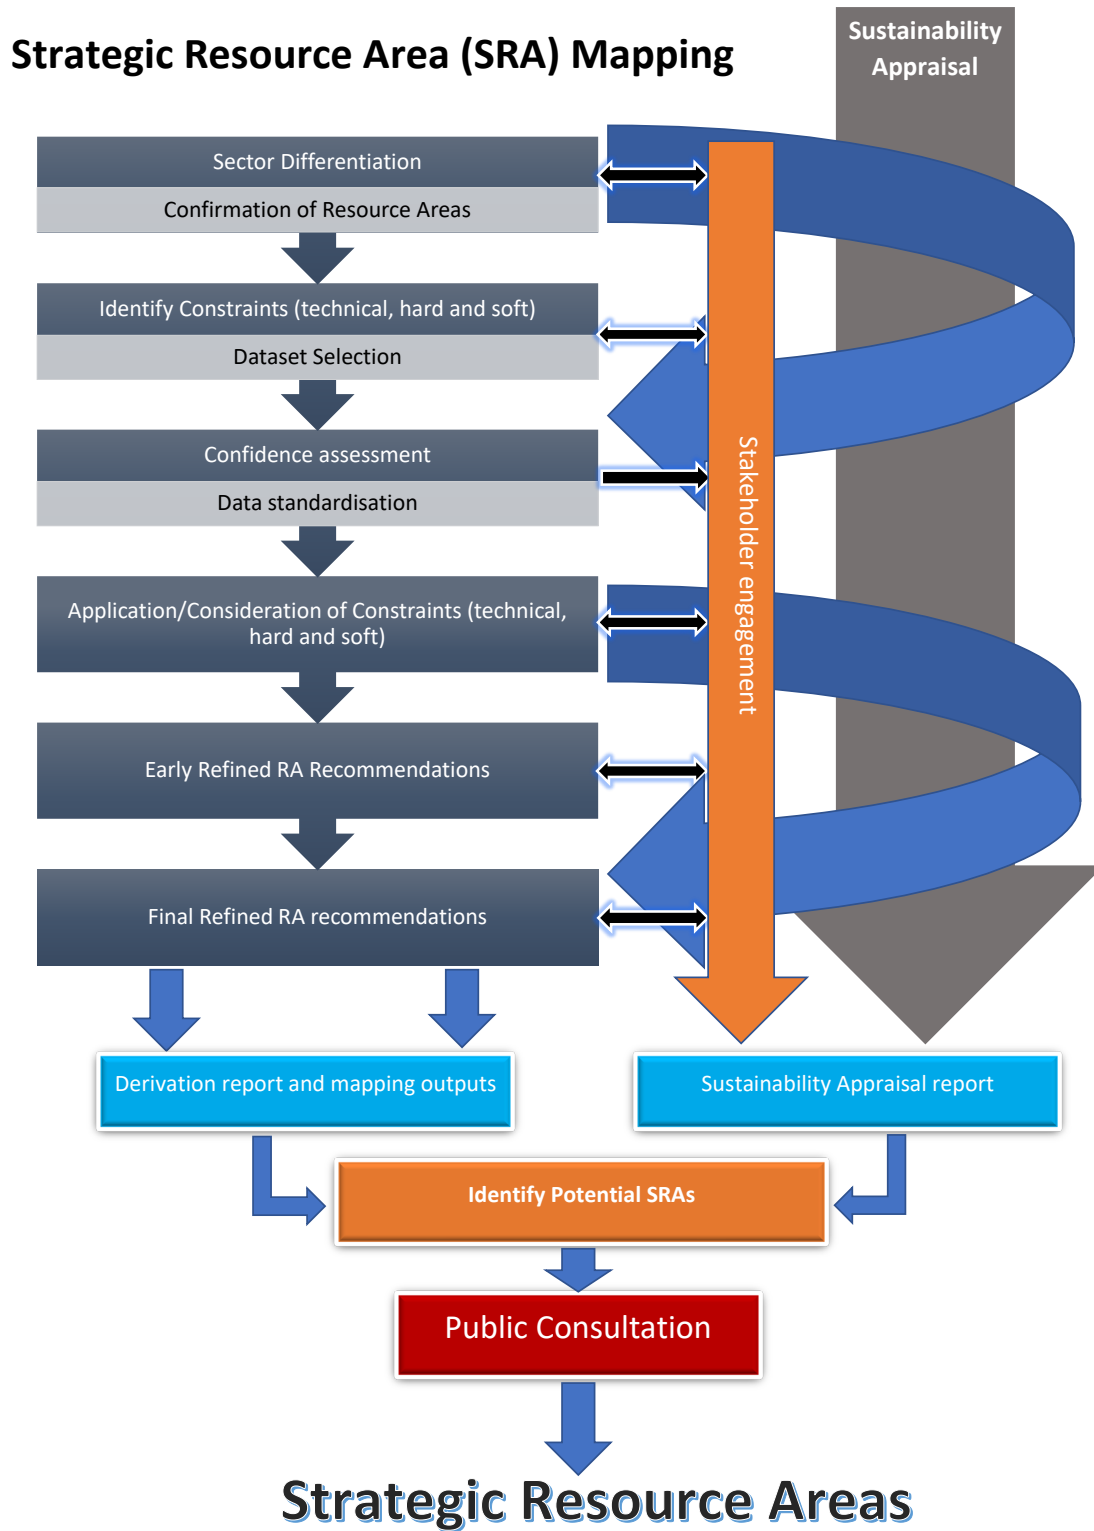 Strategic Resource Area (SRA) Mapping
Sustainability
Appraisal
Sector Differentiation
Confirmation of Resource Areas
Identify Constraints (technical, hard and soft)
Dataset Selection
Confidence assessment
Data standardisation
Application/Consideration of Constraints (technical,
hard and soft)
Early Refined RA Recommendations
Final Refined RA recommendations
Stakeholder engagement
Derivation report and mapping outputs
Sustainability Appraisal report
Identify Potential SRAs
Public Consultation
Strategic Resource Areas